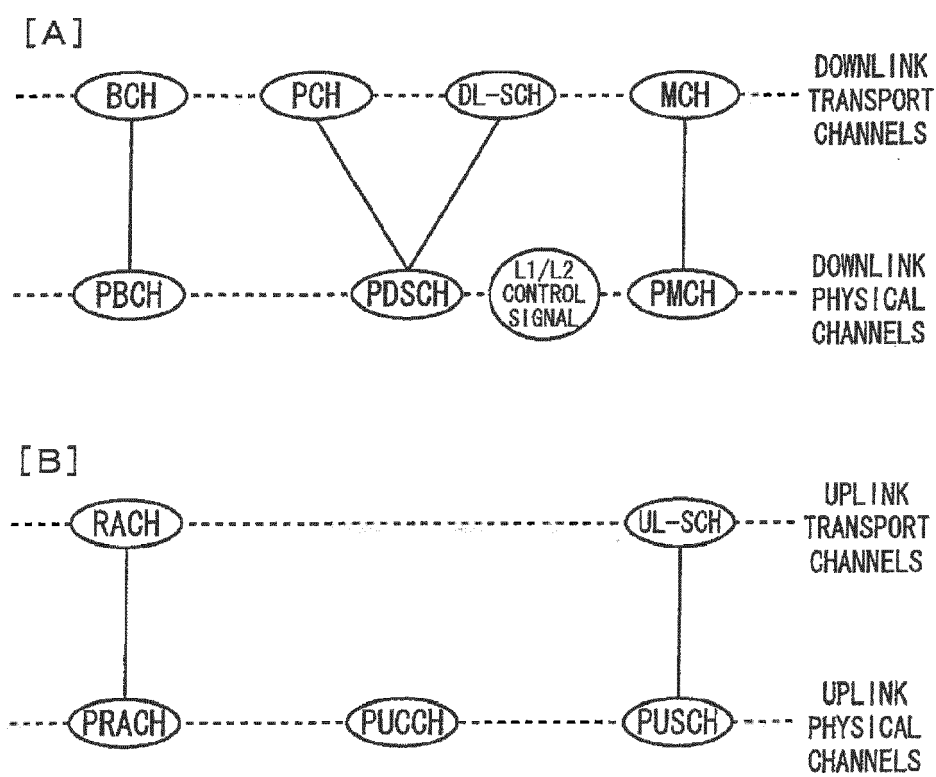 [A]
BCH
PCH
DL-SCH
MCH
DOWNLINK
TRANSPORT
CHANNELS
PBCH
PDSCH
L1/L2
CONTROL
SIGNAL
PMCH
DOWNLINK
PHYSICAL
CHANNELS
[B]
RACH
UL-SCH
UPLINK
TRANSPORT
CHANNELS
PRACH
PUCCH
PUSCH
UPLINK
PHYSICAL
CHANNELS